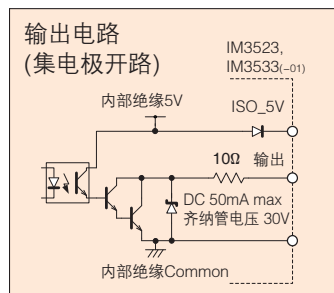 输出电路
(集电极开路)
IM3523,
IM3533(-01)
内部绝缘5V
ISO_5V
10Ω 输出
DC 50mA max
齐纳管电压 30V
内部绝缘Common